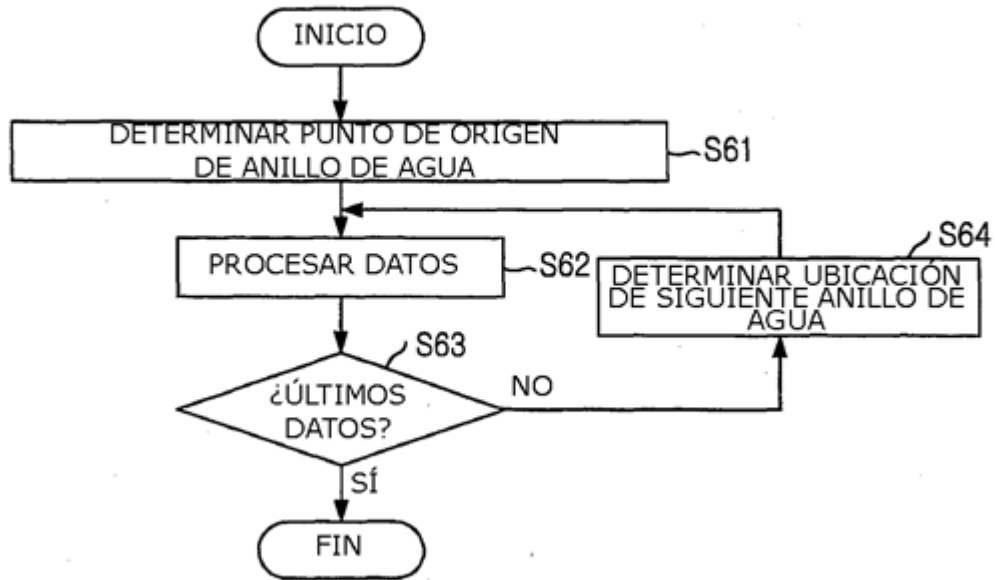 INICIO
DETERMINAR PUNTO DE ORIGEN
DE ANILLO DE AGUA
S61
PROCESAR DATOS
S62
S64
DETERMINAR UBICACIÓN
DE SIGUIENTE ANILLO DE
AGUA
S63
¿ÚLTIMOS
DATOS?
NO
SÍ
FIN